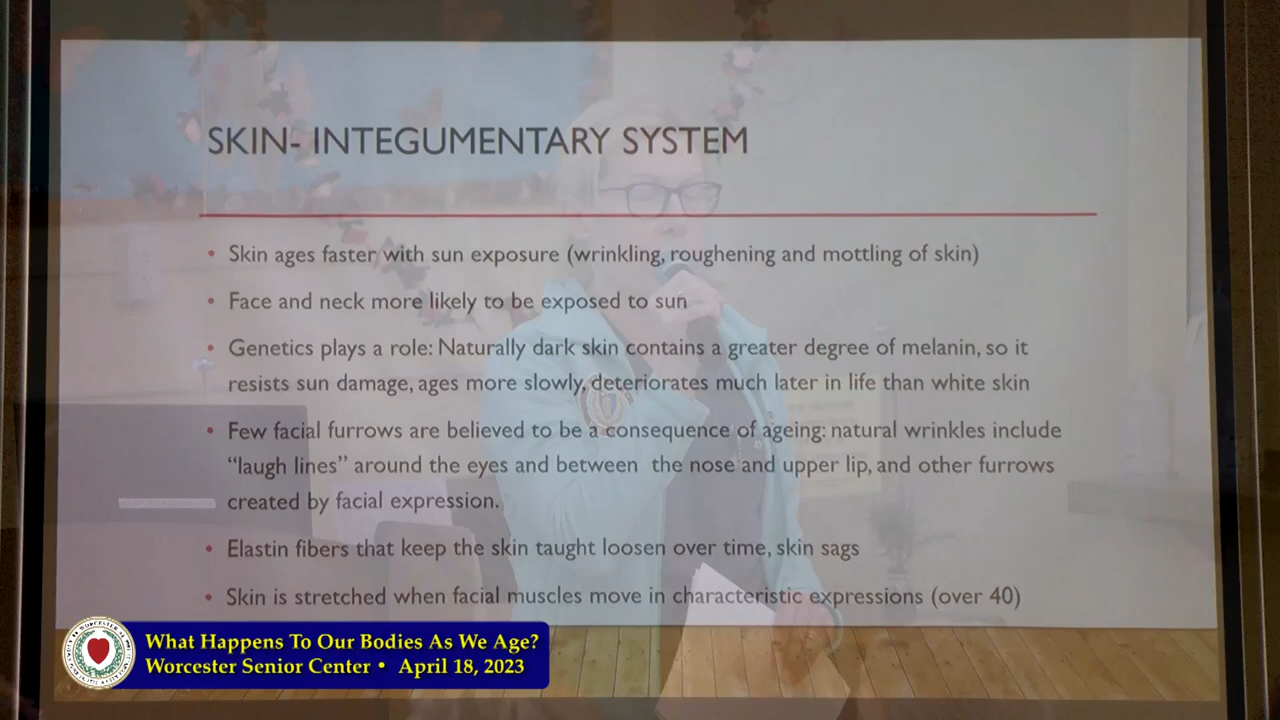 SKIN- INTEGUMENTARY SYSTEM
• Skin ages faster with sun exposure (wrinkling, roughening and mottling of skin)
• Face and neck more likely to be exposed to sun
• Genetics plays a role: Naturally dark skin contains a greater degree of melanin, so it
resists sun damage, ages more slowly, deteriorates much later in life than white skin
• Few facial furrows are believed to be a consequence of ageing: natural wrinkles include
“laugh lines” around the eyes and between the nose and upper lip, and other furrows
created by facial expression.
• Elastin fibers that keep the skin taught loosen over time, skin sags
• Skin is stretched when facial muscles move in characteristic expressions (over 40)
What Happens To Our Bodies As We Age?
Worcester Senior Center • April 18, 2023